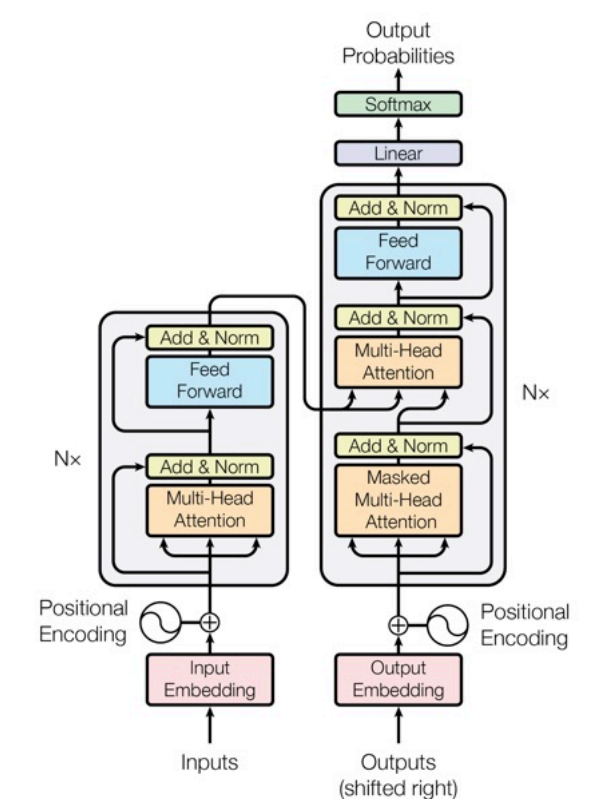 Output
Probabilities
Softmax
Linear
Add & Norm
Feed
Forward
Add & Norm
Multi-Head
Attention
N×
Add & Norm
Masked
Multi-Head
Attention
Add & Norm
Feed
Forward
N×
Add & Norm
Multi-Head
Attention
Positional
Encoding
Positional
Encoding
Input
Embedding
Output
Embedding
Inputs
Outputs
(shifted right)